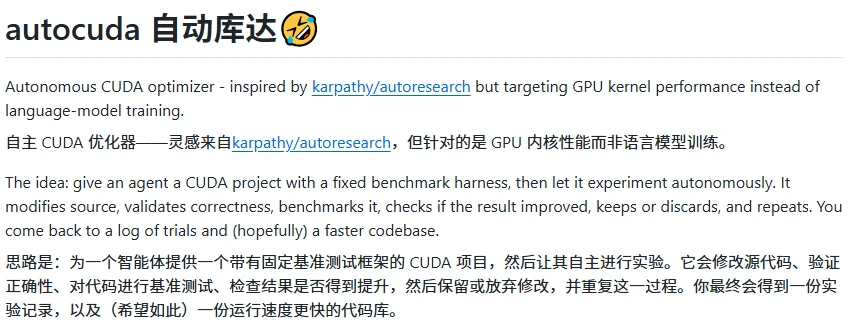 autocuda 自动库达🤣
Autonomous CUDA optimizer - inspired by karpathy/autoresearch but targeting GPU kernel performance instead of
language-model training.
自主 CUDA 优化器——灵感来自karpathy/autoresearch，但针对的是 GPU 内核性能而非语言模型训练。
The idea: give an agent a CUDA project with a fixed benchmark harness, then let it experiment autonomously. It
modifies source, validates correctness, benchmarks it, checks if the result improved, keeps or discards, and repeats. You
come back to a log of trials and (hopefully) a faster codebase.
思路是：为一个智能体提供一个带有固定基准测试框架的 CUDA 项目，然后让其自主进行实验。它会修改源代码、验证
正确性、对代码进行基准测试、检查结果是否得到提升，然后保留或放弃修改，并重复这一过程。你最终会得到一份实
验记录，以及（希望如此）一份运行速度更快的代码库。